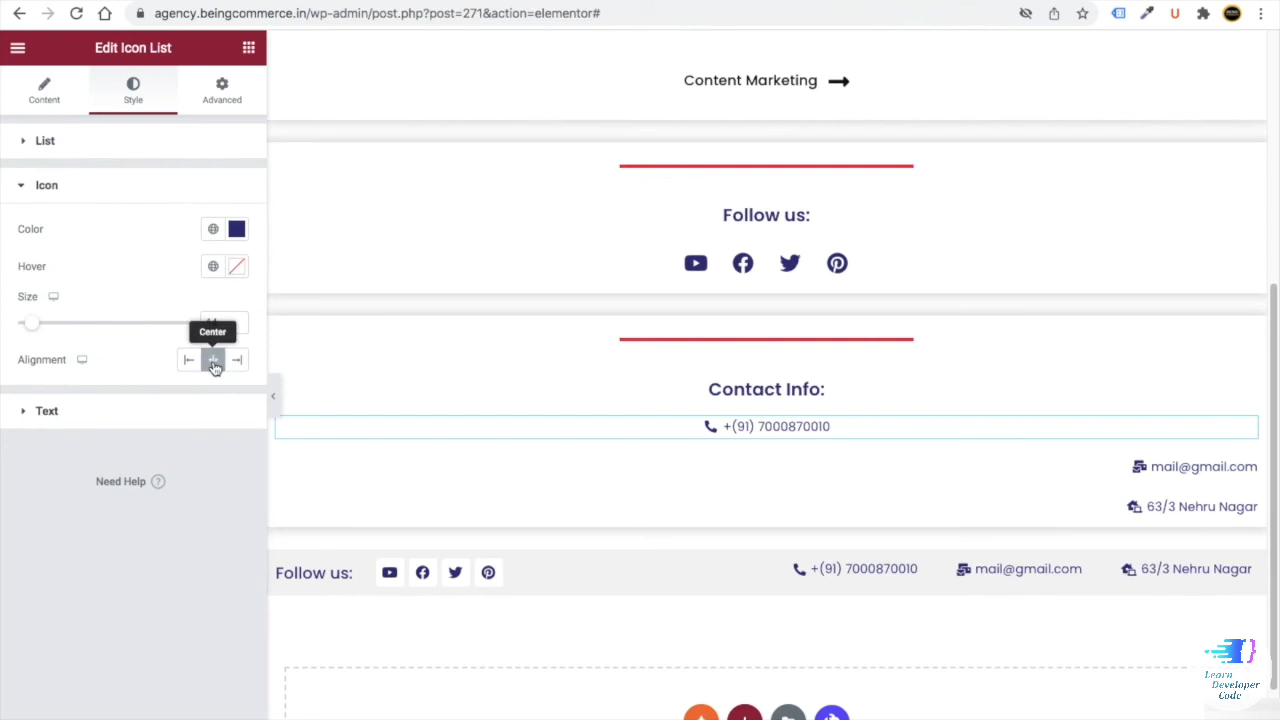 agency.beingcommerce.in/wp-admin/post.php?post=271&action=elementor#
Edit Icon List
Content
Style
Advanced
List
Icon
Color
Hover
Size
Center
Alignment
Text
Need Help ?
Content Marketing
Follow us:
Contact Info:
+(91) 7000870010
mail@gmail.com
63/3 Nehru Nagar
Follow us:
+(91) 7000870010
mail@gmail.com
63/3 Nehru Nagar
Learn
Developer
Code